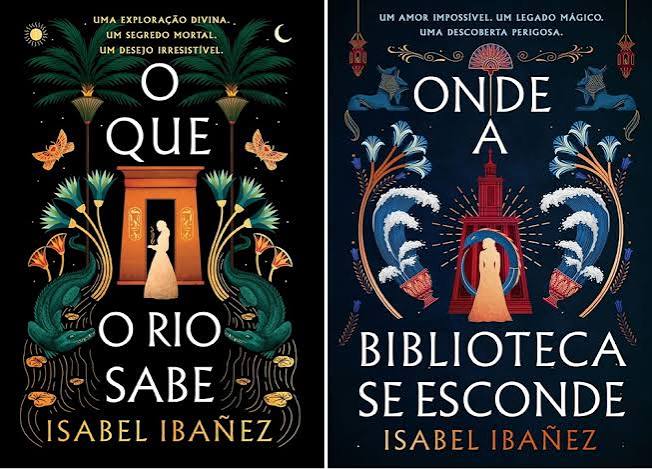 UMA EXPLORAÇÃO DIVINA.
UM SEGREDO MORTAL.
UM DESEJO IRRESISTÍVEL.
O
QUE
O RIO
SABE
ISABEL IBAÑEZ
UM AMOR IMPOSSÍVEL. UM LEGADO MÁGICO.
UMA DESCOBERTA PERIGOSA.
ONDE
A
BIBLIOTECA
SE ESCONDE
ISABEL IBAÑEZ